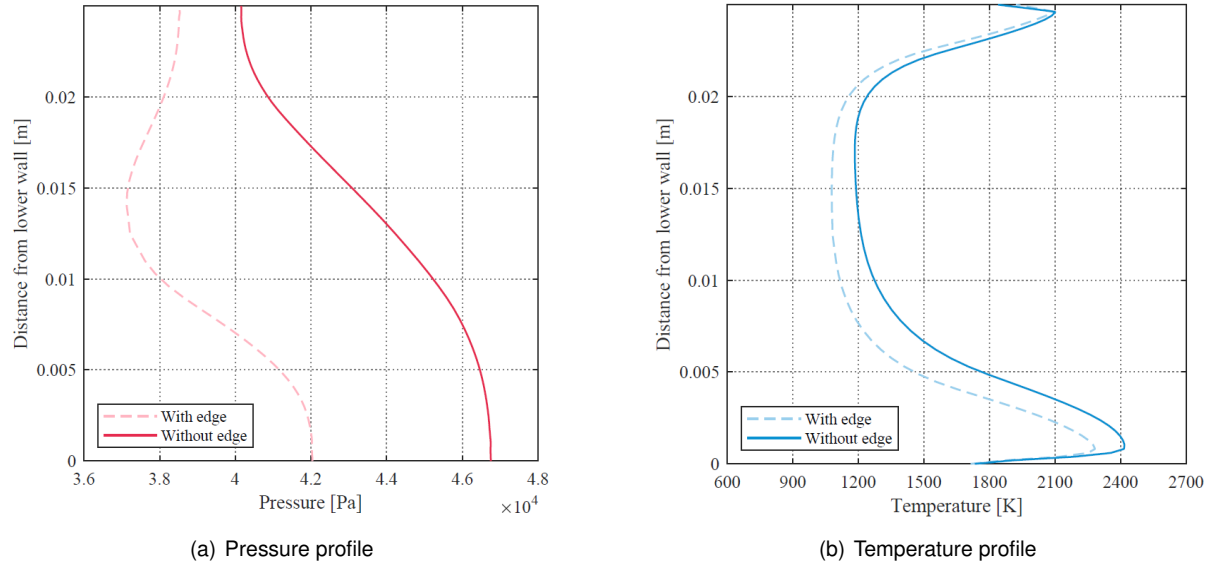 0.02
0.015
0.01
0.005
0
Distance from lower wall [m]
With edge
Without edge
3.6 3.8 4 4.2 4.4 4.6 4.8
Pressure [Pa]
×10^4
(a) Pressure profile
0.02
0.015
0.01
0.005
0
Distance from lower wall [m]
With edge
Without edge
600 900 1200 1500 1800 2100 2400 2700
Temperature [K]
(b) Temperature profile